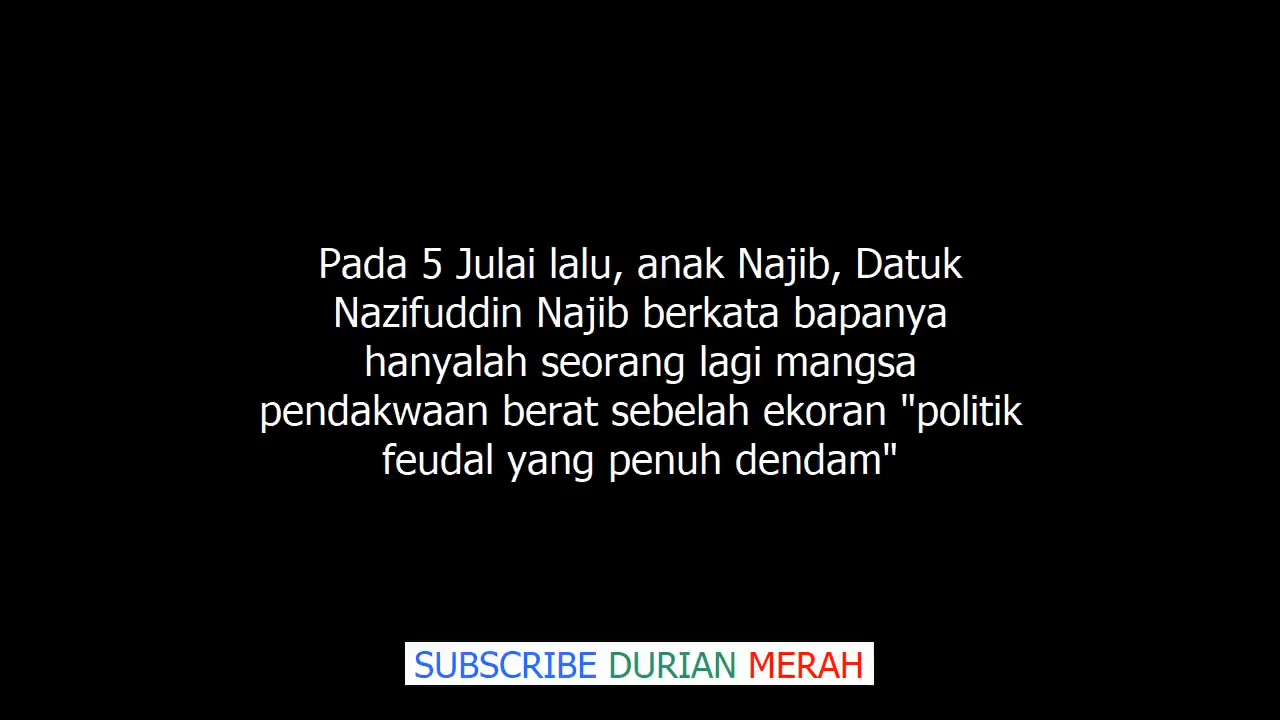 Pada 5 Julai lalu, anak Najib, Datuk
Nazifuddin Najib berkata bapanya
hanyalah seorang lagi mangsa
pendakwaan berat sebelah ekoran "politik
feudal yang penuh dendam"
SUBSCRIBE DURIAN MERAH